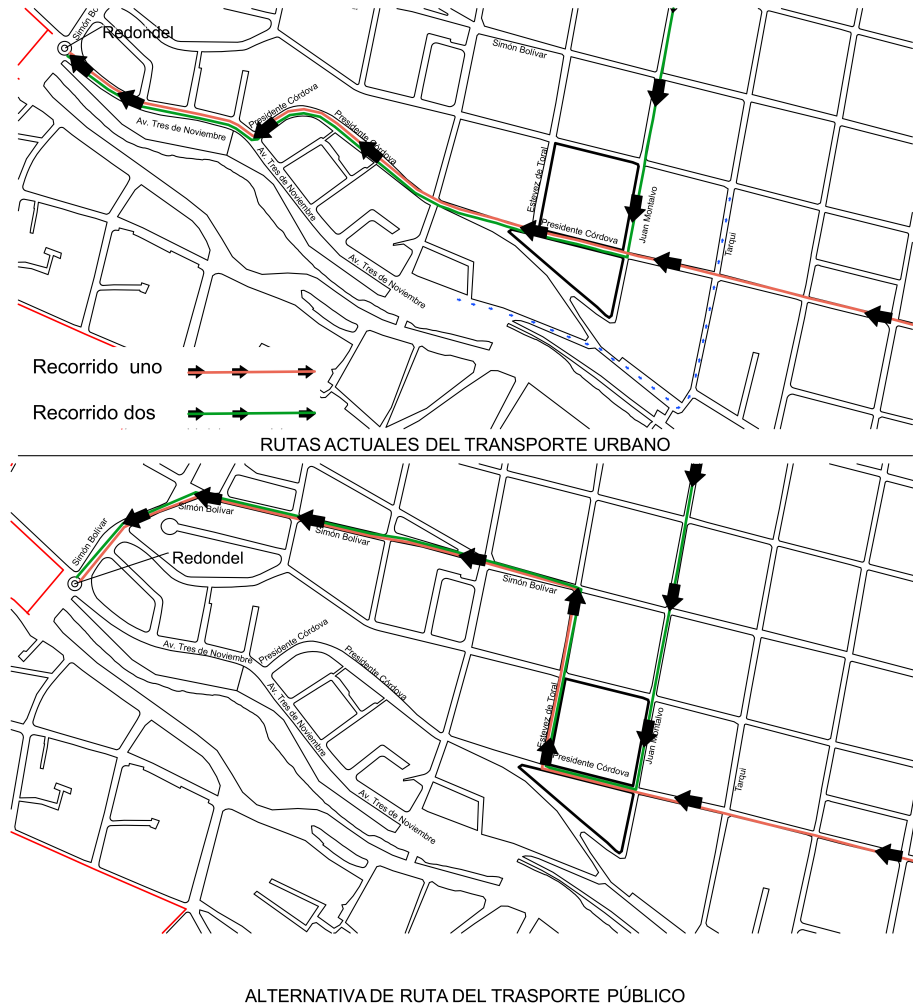 Simón Bolívar
Redondel
Simón Bolívar
Presidente Córdova
Presidente Córdova
Av. Tres de Noviembre
Av. Tres de Noviembre
Estevez de Toral
Juan Montalvo
Presidente Córdova
Tarqui
Av. Tres de Noviembre
Recorrido uno
Recorrido dos
RUTAS ACTUALES DEL TRANSPORTE URBANO
Simón Bolívar
Simón Bolívar
Simón Bolívar
Redondel
Simón Bolívar
Presidente Córdova
Av. Tres de Noviembre
Presidente Córdova
Av. Tres de Noviembre
Estevez de Toral
Juan Montalvo
Presidente Córdova
Tarqui
Av. Tres de Noviembre
ALTERNATIVA DE RUTA DEL TRASPORTE PÚBLICO